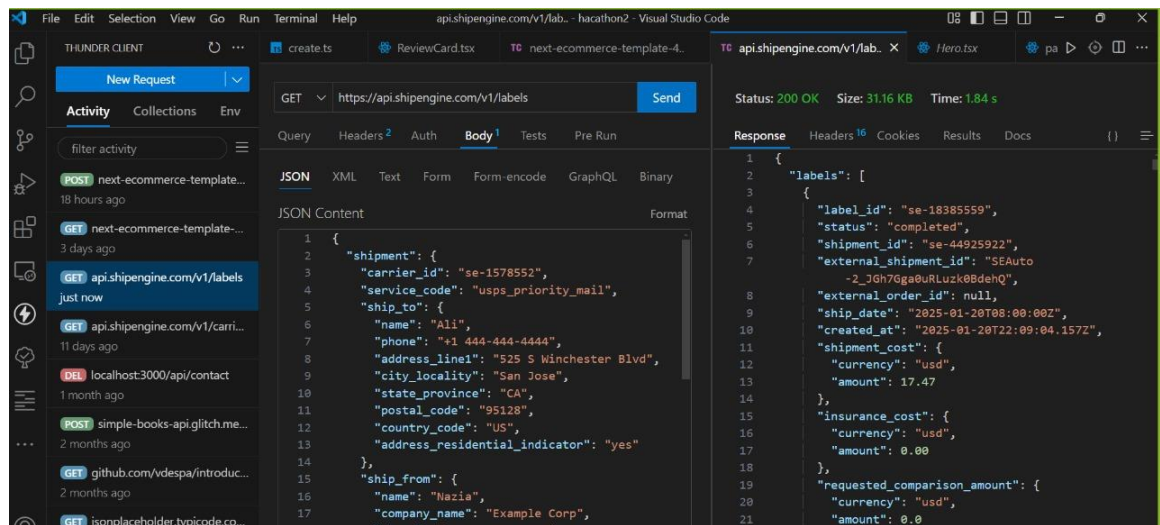 File Edit Selection View Go Run Terminal Help
api.shipengine.com/v1/lab.. - hacathon2 - Visual Studio Code
THUNDER CLIENT
New Request
Activity Collections Env
filter activity
POST next-ecommerce-template...
18 hours ago
GET next-ecommerce-template-...
3 days ago
GET api.shipengine.com/v1/labels
just now
GET api.shipengine.com/v1/carri...
11 days ago
DEL localhost:3000/api/contact
1 month ago
POST simple-books-api.glitch.me...
2 months ago
GET github.com/vdespa/introduc...
2 months ago
GET jsonplaceholder.typicode.co...
create.ts ReviewCard.tsx TC next-ecommerce-template-4.. TC api.shipengine.com/v1/lab.. Hero.tsx pa
GET https://api.shipengine.com/v1/labels Send
Query Headers 2 Auth Body 1 Tests Pre Run
JSON XML Text Form Form-encode GraphQL Binary
JSON Content Format
1 {
2 "shipment": {
3 "carrier_id": "se-1578552",
4 "service_code": "usps_priority_mail",
5 "ship_to": {
6 "name": "Ali",
7 "phone": "+1 444-444-4444",
8 "address_line1": "525 S Winchester Blvd",
9 "city_locality": "San Jose",
10 "state_province": "CA",
11 "postal_code": "95128",
12 "country_code": "US",
13 "address_residential_indicator": "yes"
14 },
15 "ship_from": {
16 "name": "Nazia",
17 "company_name": "Example Corp",
Status: 200 OK Size: 31.16 KB Time: 1.84 s
Response Headers 16 Cookies Results Docs {}
1 {
2 "labels": [
3 {
4 "label_id": "se-18385559",
5 "status": "completed",
6 "shipment_id": "se-44925922",
7 "external_shipment_id": "SEAuto
-2_JGh7Gga0uRLuzk0BdehQ",
8 "external_order_id": null,
9 "ship_date": "2025-01-20T08:00:00Z",
10 "created_at": "2025-01-20T22:09:04.157Z",
11 "shipment_cost": {
12 "currency": "usd",
13 "amount": 17.47
14 },
15 "insurance_cost": {
16 "currency": "usd",
17 "amount": 0.00
18 },
19 "requested_comparison_amount": {
20 "currency": "usd",
21 "amount": 0.0